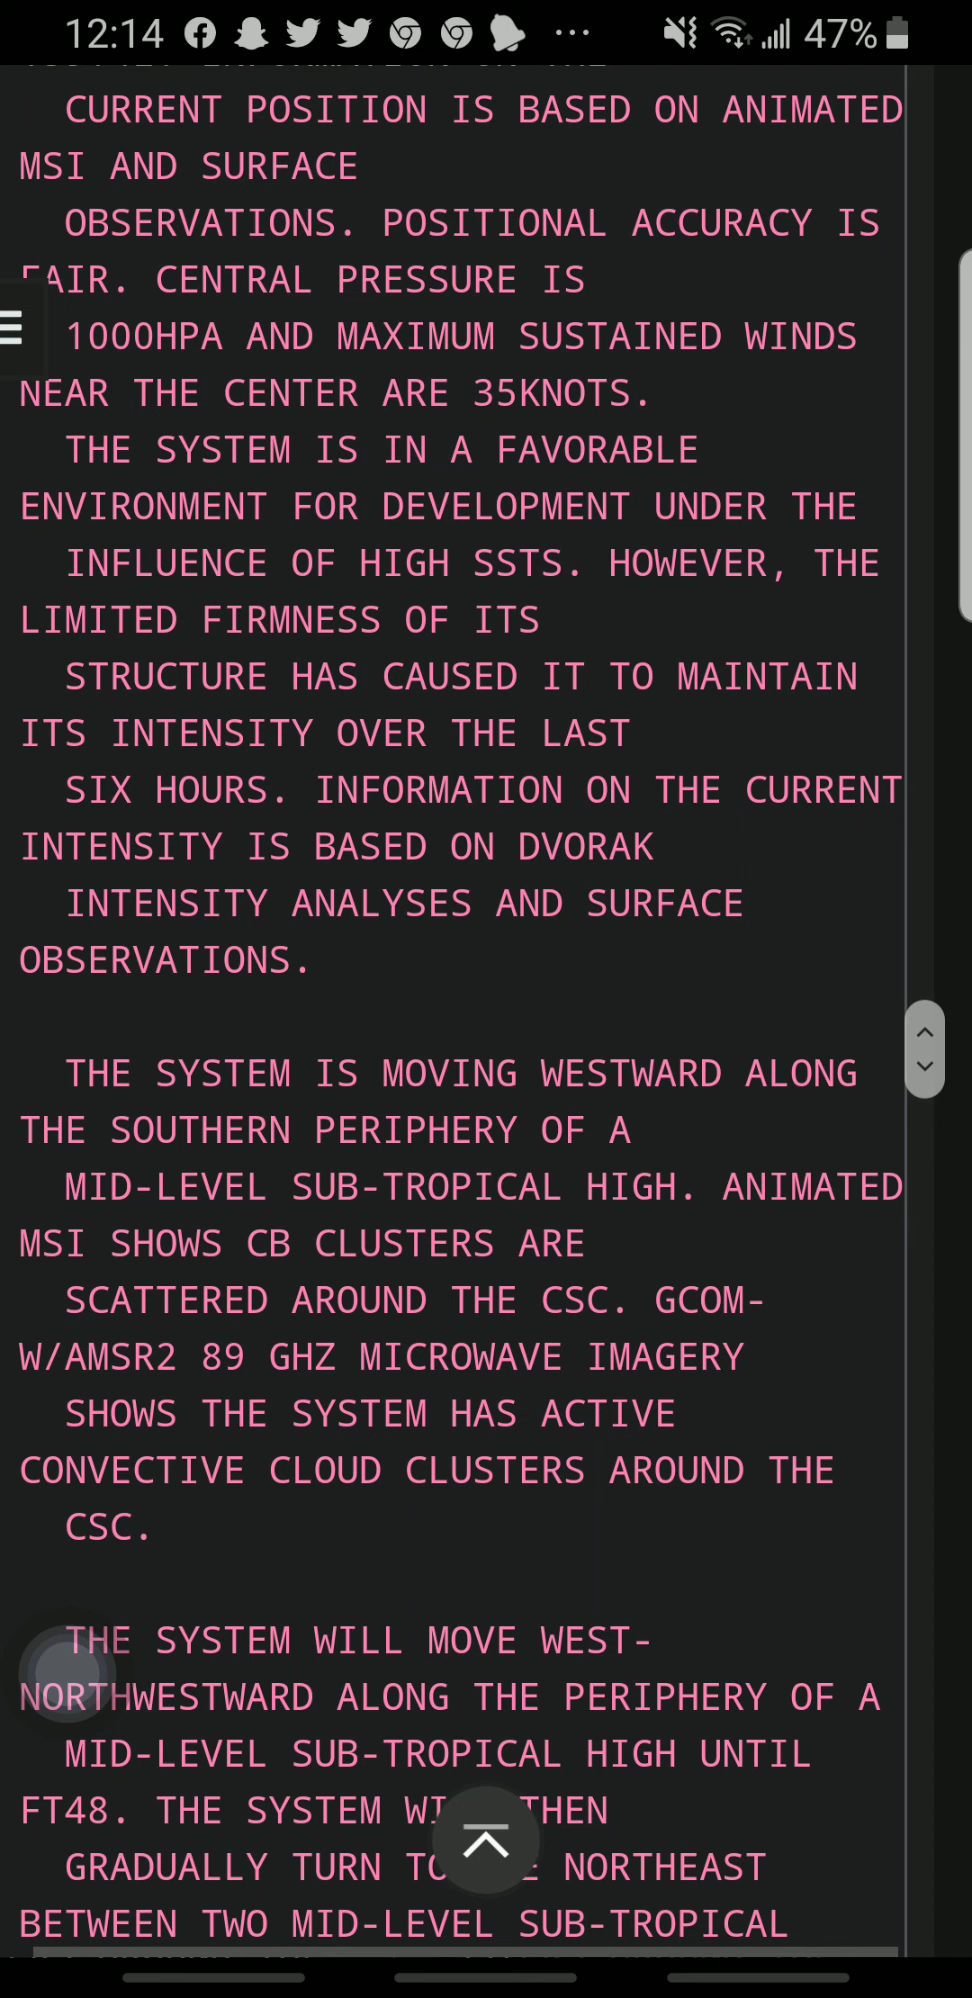 12:14 47%
CURRENT POSITION IS BASED ON ANIMATED
MSI AND SURFACE
OBSERVATIONS. POSITIONAL ACCURACY IS
FAIR. CENTRAL PRESSURE IS
1000HPA AND MAXIMUM SUSTAINED WINDS
NEAR THE CENTER ARE 35KNOTS.
THE SYSTEM IS IN A FAVORABLE
ENVIRONMENT FOR DEVELOPMENT UNDER THE
INFLUENCE OF HIGH SSTS. HOWEVER, THE
LIMITED FIRMNESS OF ITS
STRUCTURE HAS CAUSED IT TO MAINTAIN
ITS INTENSITY OVER THE LAST
SIX HOURS. INFORMATION ON THE CURRENT
INTENSITY IS BASED ON DVORAK
INTENSITY ANALYSES AND SURFACE
OBSERVATIONS.
THE SYSTEM IS MOVING WESTWARD ALONG
THE SOUTHERN PERIPHERY OF A
MID-LEVEL SUB-TROPICAL HIGH. ANIMATED
MSI SHOWS CB CLUSTERS ARE
SCATTERED AROUND THE CSC. GCOM-
W/AMSR2 89 GHZ MICROWAVE IMAGERY
SHOWS THE SYSTEM HAS ACTIVE
CONVECTIVE CLOUD CLUSTERS AROUND THE
CSC.
THE SYSTEM WILL MOVE WEST-
NORTHWESTWARD ALONG THE PERIPHERY OF A
MID-LEVEL SUB-TROPICAL HIGH UNTIL
FT48. THE SYSTEM THEN
GRADUALLY TURN NORTHEAST
BETWEEN TWO MID-LEVEL SUB-TROPICAL